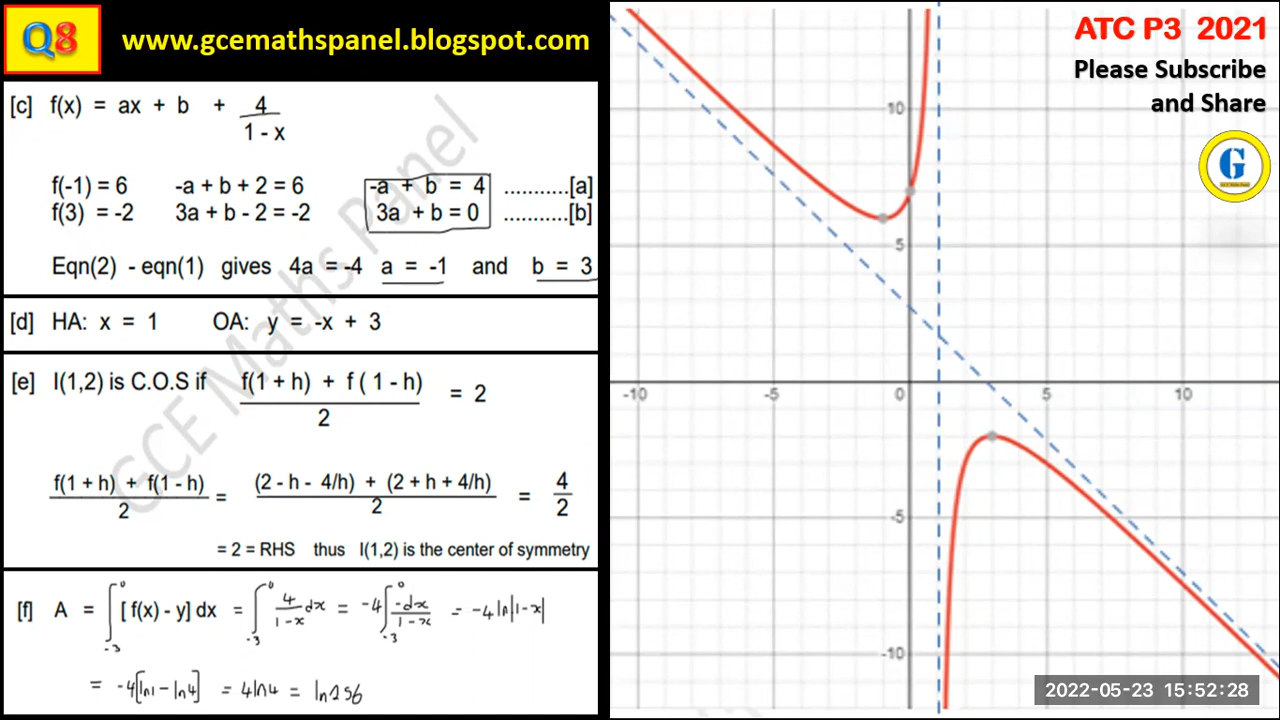 Q8 www.gcemathspanel.blogspot.com
[c] f(x) = ax + b + 4
1 - x
f(-1) = 6 -a + b + 2 = 6 -a + b = 4 ...........[a]
f(3) = -2 3a + b - 2 = -2 3a + b = 0 ...........[b]
Eqn(2) - eqn(1) gives 4a = -4 a = -1 and b = 3
[d] HA: x = 1 OA: y = -x + 3
[e] I(1,2) is C.O.S if f(1 + h) + f ( 1 - h) = 2
2
f(1 + h) + f(1 - h) = (2 - h - 4/h) + (2 + h + 4/h) = 4
2 2 2
= 2 = RHS thus I(1,2) is the center of symmetry
[f] A = ∫ 0 -3 [ f(x) - y] dx = ∫ 0 -3 4/1-x dx = -4 ∫ 0 -3 -dx/1-x = -4 ln|1-x|
= -4[ln1 - ln4] = 4ln4 = ln256
GCE Maths Panel
ATC P3 2021
Please Subscribe
and Share
G
10
5
-10 -5 0 5 10
-5
-10
2022-05-23 15:52:28